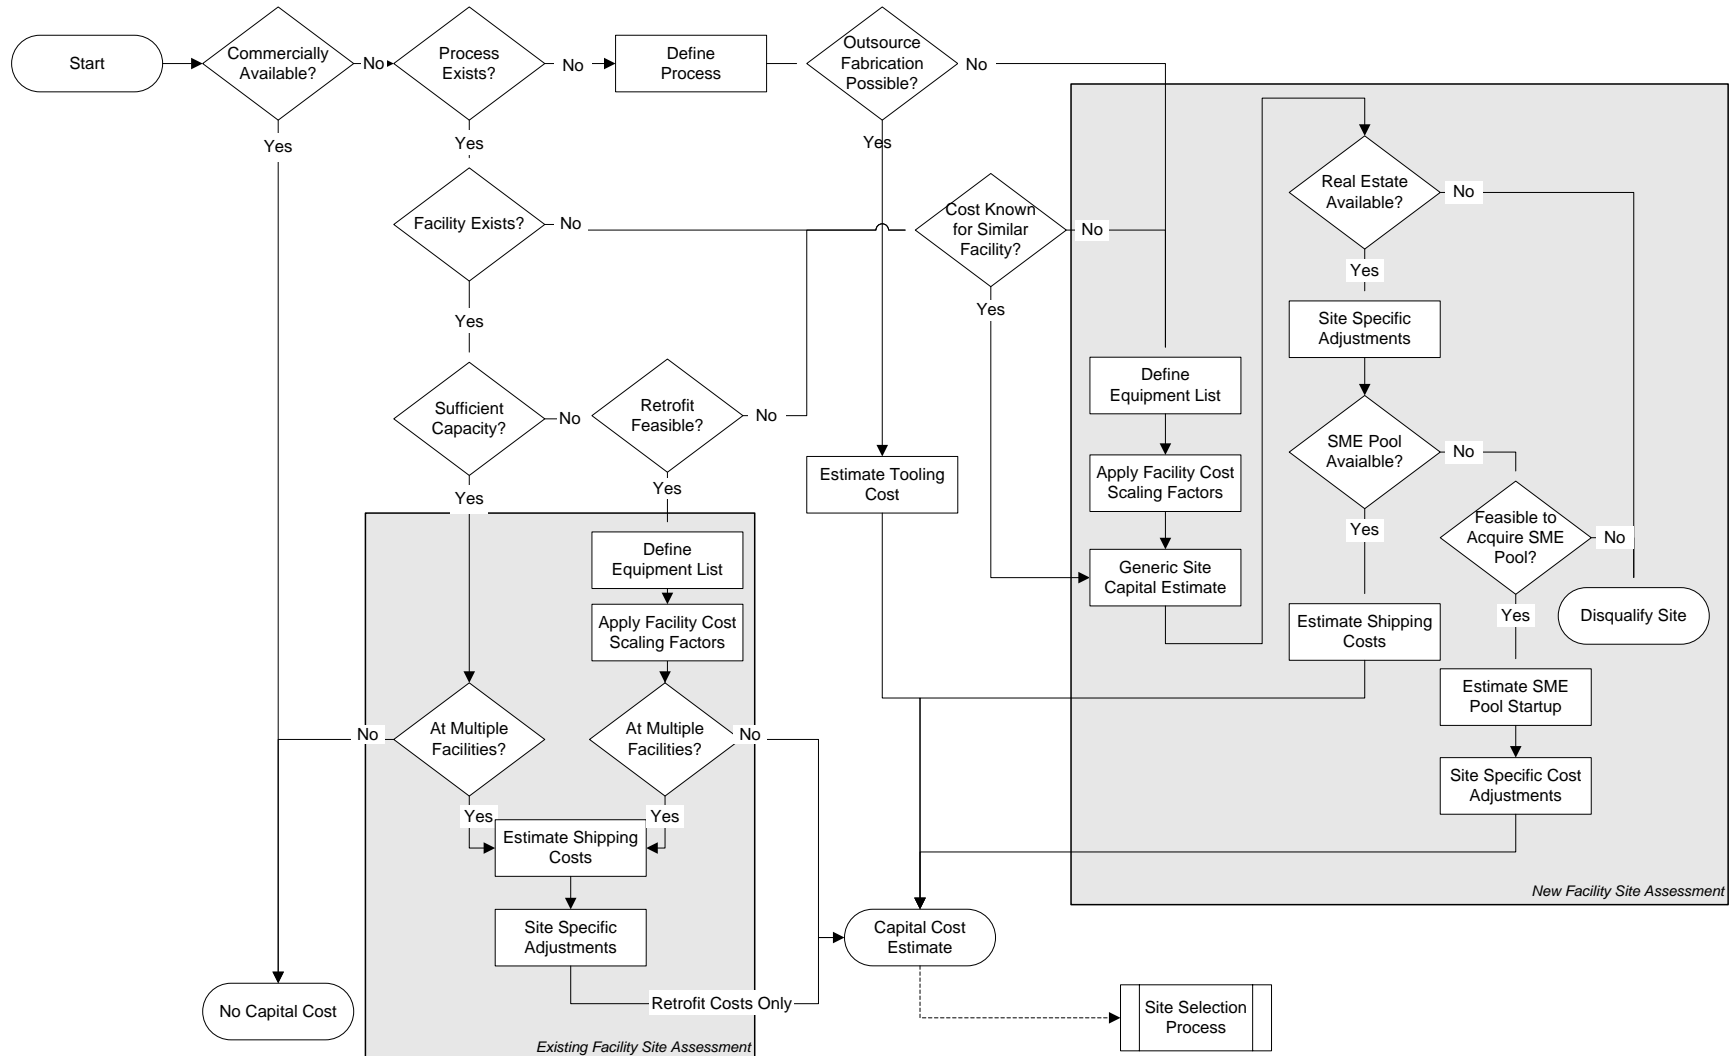 Start
Commercially
Available?
No
Process
Exists?
No
Define
Process
Outsource
Fabrication
Possible?
No
Yes
Yes
Yes
Real Estate
Available?
No
Facility Exists?
No
Cost Known
for Similar
Facility?
No
Yes
Yes
Yes
Site Specific
Adjustments
Define
Equipment List
Sufficient
Capacity?
No
Retrofit
Feasible?
No
SME Pool
Avaialble?
No
Estimate Tooling
Cost
Apply Facility Cost
Scaling Factors
Yes
Yes
Yes
Feasible to
Acquire SME
Pool?
No
Define
Equipment List
Generic Site
Capital Estimate
Yes
Disqualify Site
Apply Facility Cost
Scaling Factors
Estimate Shipping
Costs
Estimate SME
Pool Startup
No
At Multiple
Facilities?
At Multiple
Facilities?
No
Site Specific Cost
Adjustments
Yes
Yes
Estimate Shipping
Costs
New Facility Site Assessment
Site Specific
Adjustments
Capital Cost
Estimate
No Capital Cost
Retrofit Costs Only
Site Selection
Process
Existing Facility Site Assessment